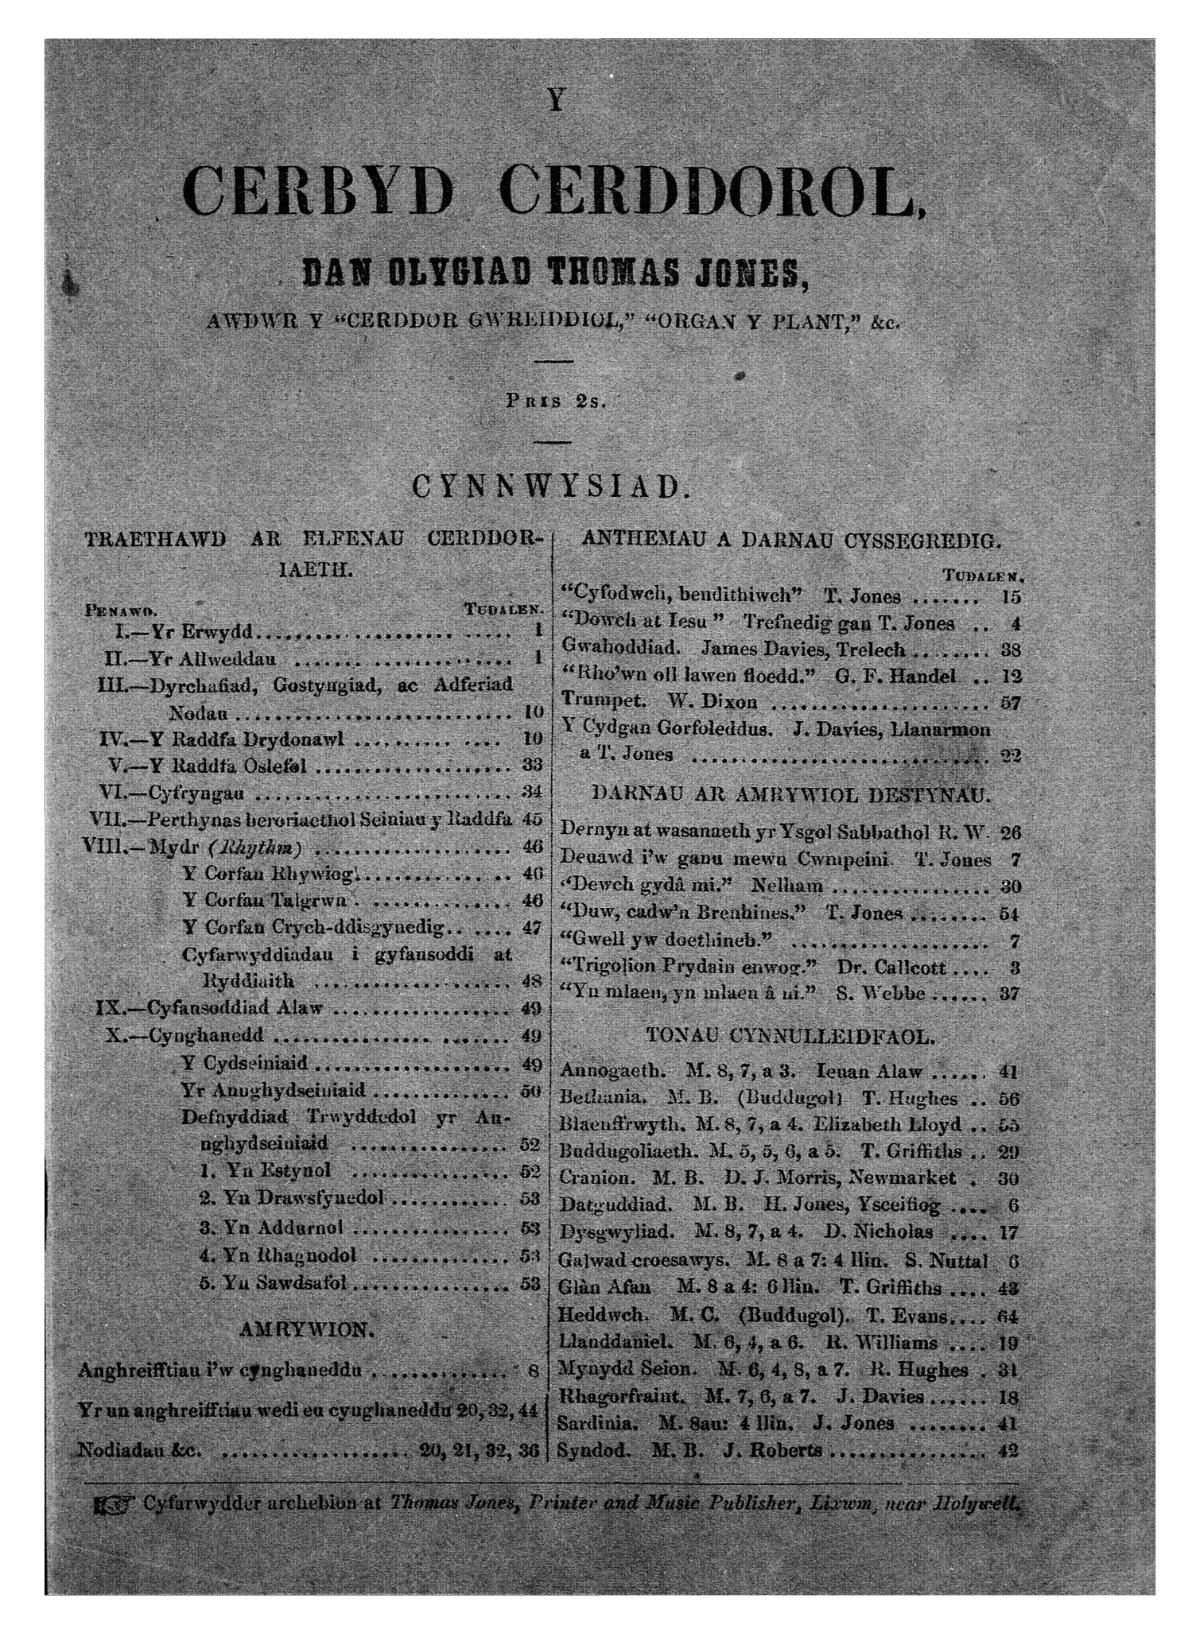 Y
CERBYD CERDDOROL,
DAN OLYGIAD THOMAS JONES,
AWDWR Y “CERDDOR GWREIDDIOL,” “ORGAN Y PLANT,” &c.
PRIS 2S.
CYNNWYSIAD.
TRAETHAWD AR ELFENAU CERDDOR-
IAETH.
PENAWD. TUDALEN.
I.—Yr Erwydd 1
II.—Yr Allweddau 1
III.—Dyrchafiad, Gostyngiad, ac Adferiad
Nodau 10
IV.—Y Raddfa Drydonawl 10
V.—Y Raddfa Oslefol 33
VI.—Cyfryngau 34
VII.—Perthynas beroriaethol Seiniau y Raddfa 45
VIII.—Mydr (Rhythm) 46
Y Corfan Rhywiog 46
Y Corfan Talgrwn 46
Y Corfan Crych-ddisgynedig 47
Cyfarwyddiadau i gyfansoddi at
Ryddiaith 48
IX.—Cyfansoddiad Alaw 49
X.—Cynghanedd 49
Y Cydseiniaid 49
Yr Anughydseiniaid 50
Defnyddiad Trwyddedol yr An-
nghydseiniaid 52
1. Yn Estynol 52
2. Yn Drawsfynedol 53
3. Yn Addurnol 53
4. Yn Rhagnodol 53
5. Yn Sawdsafol 53
AMRYWION.
Anghreifftiau i’w cynghaneddu 8
Yr un anghreifftiau wedi eu cynghaneddu 20, 32, 44
Nodiadau &c. 20, 21, 32, 36
ANTHEMAU A DARNAU CYSSEGREDIG.
TUDALEN.
“Cyfodwch, bendithiwch” T. Jones 15
“Dowch at Iesu” Trefnedig gan T. Jones 4
Gwahoddiad. James Davies, Trelech 38
“Rho’wn oll lawen floedd.” G. F. Handel 12
Trumpet. W. Dixon 57
Y Cydgan Gorfoleddus. J. Davies, Llanarmon
a T. Jones 22
DARNAU AR AMRYWIOL DESTYNAU.
Dernyn at wasanaeth yr Ysgol Sabbathol R. W. 26
Deuawd i’w ganu mewn Cwmpeini. T. Jones 7
“Dewch gydâ mi.” Nelham 30
“Duw, cadw’n Brenhines.” T. Jones 54
“Gwell yw doethineb.” 7
“Trigolion Prydain enwog.” Dr. Callcott 3
“Yn mlaen, yn mlaen â ni.” S. Webbe 37
TONAU CYNNULLEIDFAOL.
Annogaeth. M. 8, 7, a 3. Ieuan Alaw 41
Bethania. M. B. (Buddugol) T. Hughes 56
Blaenffrwyth. M. 8, 7, a 4. Elizabeth Lloyd 55
Buddugoliaeth. M. 5, 5, 6, a 5. T. Griffiths 29
Cranion. M. B. D. J. Morris, Newmarket 30
Datguddiad. M. B. H. Jones, Ysceifiog 6
Dysgwyliad. M. 8, 7, a 4. D. Nicholas 17
Galwad croesawys. M. 8 a 7: 4 llin. S. Nuttal 6
Glàn Afan M. 8 a 4: 6 llin. T. Griffiths 43
Heddwch. M. C. (Buddugol). T. Evans 64
Llanddaniel. M. 6, 4, a 6. R. Williams 19
Mynydd Seion. M. 6, 4, 8, a 7. R. Hughes 31
Rhagorfraint. M. 7, 6, a 7. J. Davies 18
Sardinia. M. 8au: 4 llin. J. Jones 41
Syndod. M. B. J. Roberts 42
☞ Cyfarwydder archebion at Thomas Jones, Printer and Music Publisher, Lixwm, near Holywell.